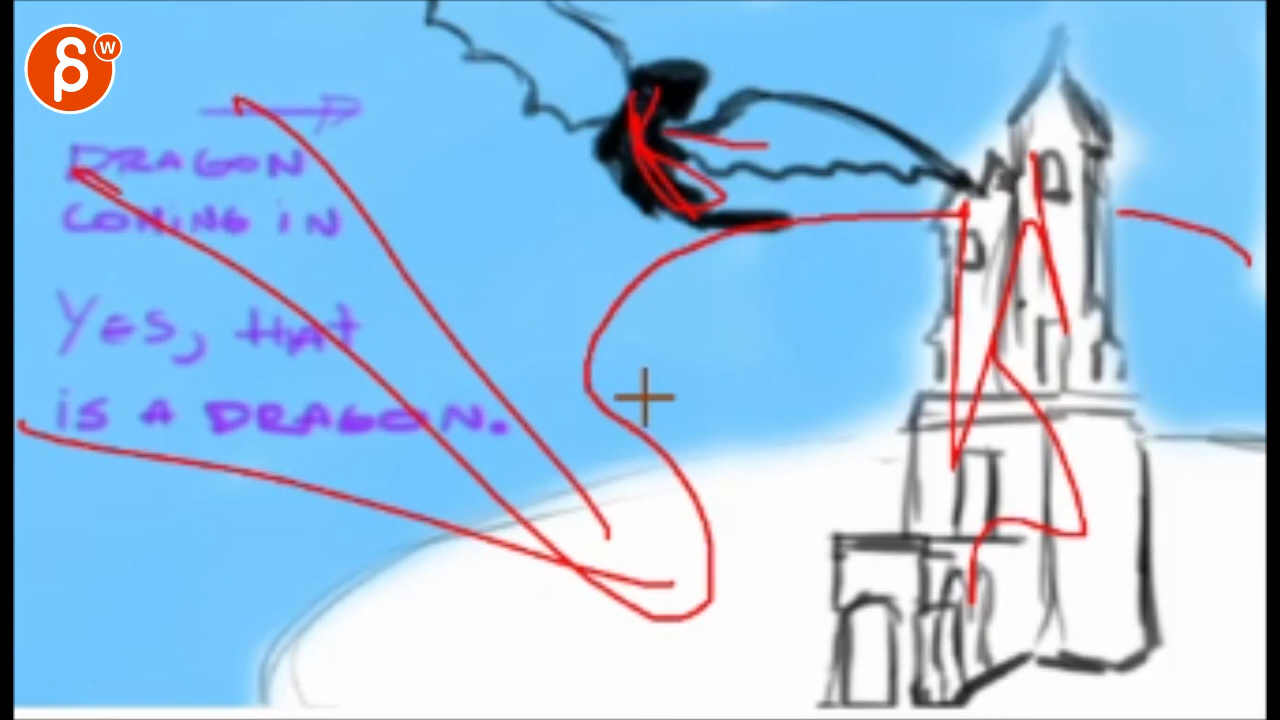 DRAGON
COMING IN
YES, that
is A DRAGON.
W